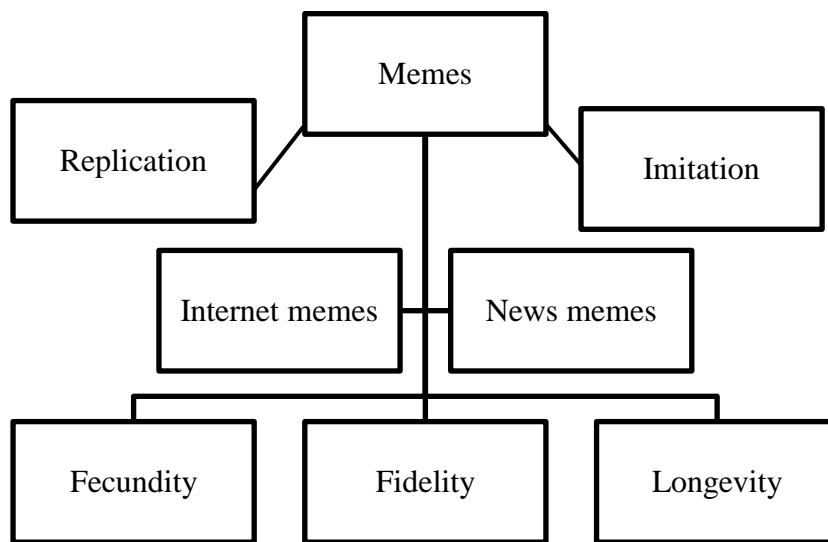 Memes
Replication
Imitation
Internet memes
News memes
Fecundity
Fidelity
Longevity